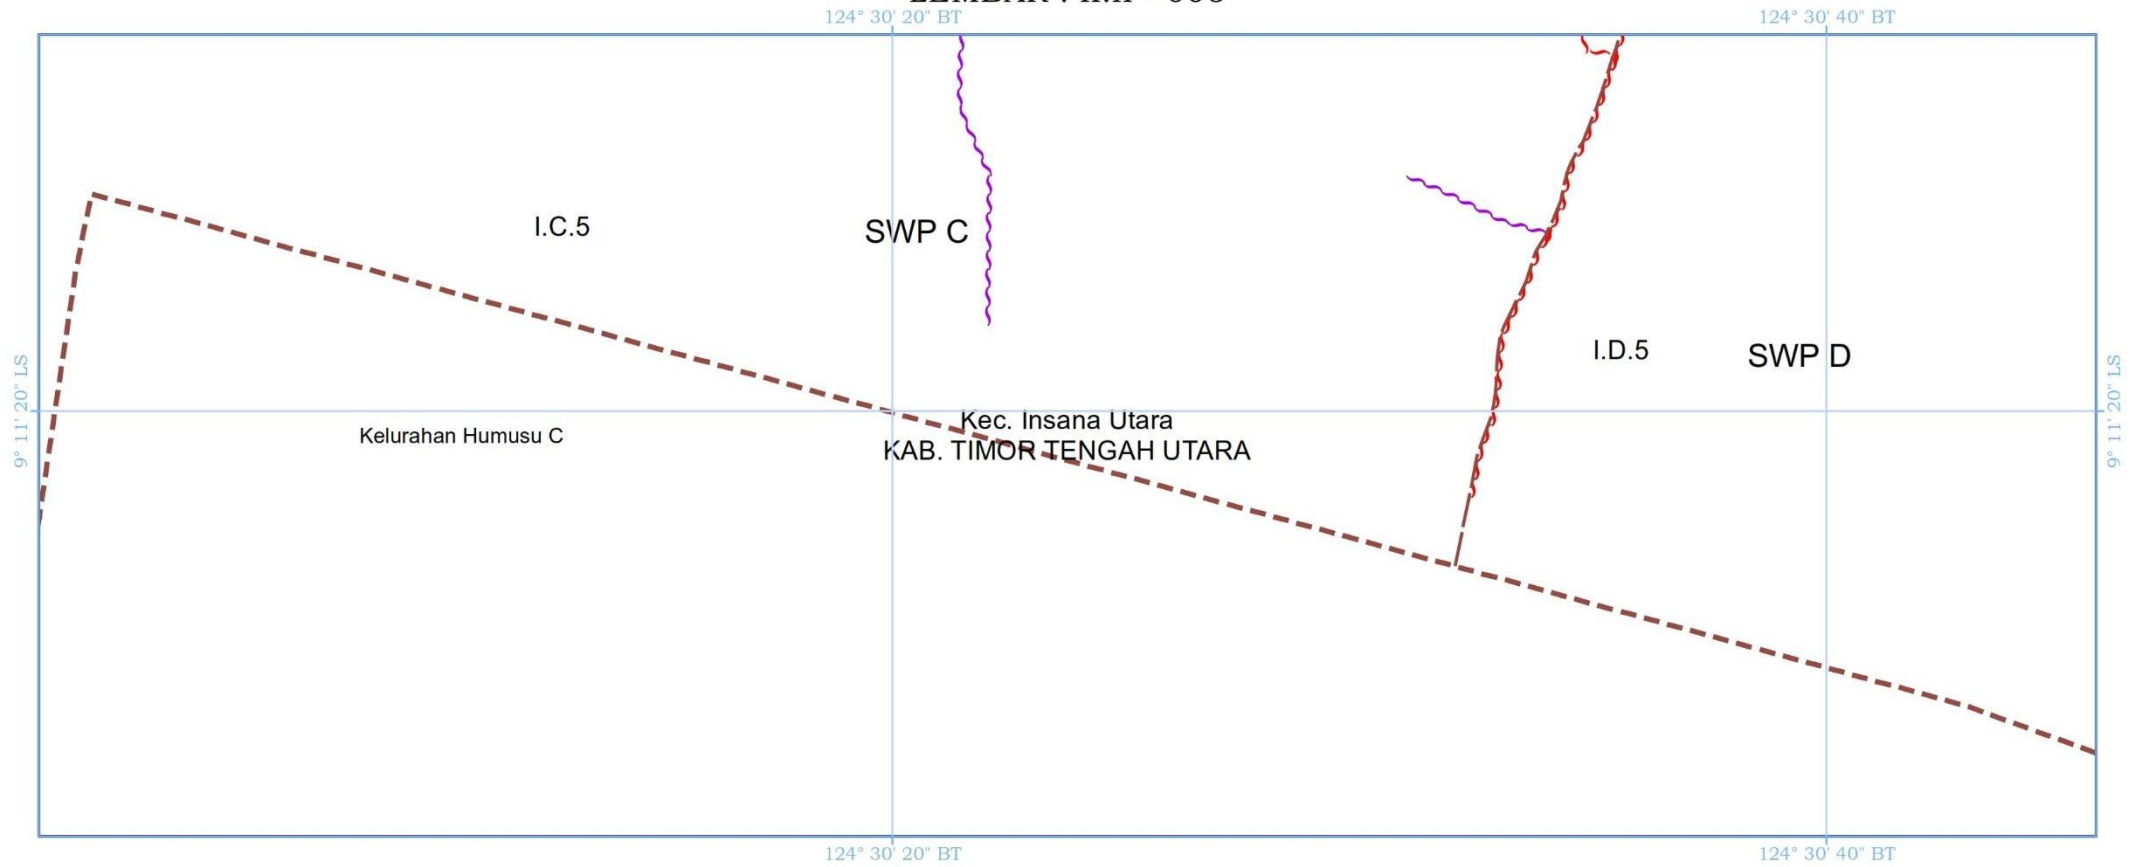 124° 30' 20" BT
124° 30' 40" BT
I.C.5
SWP C
I.D.5
SWP D
9° 11' 20" LS
9° 11' 20" LS
Kec. Insana Utara
Kelurahan Humusu C
KAB. TIMOR TENGAH UTARA
124° 30' 20" BT
124° 30' 40" BT